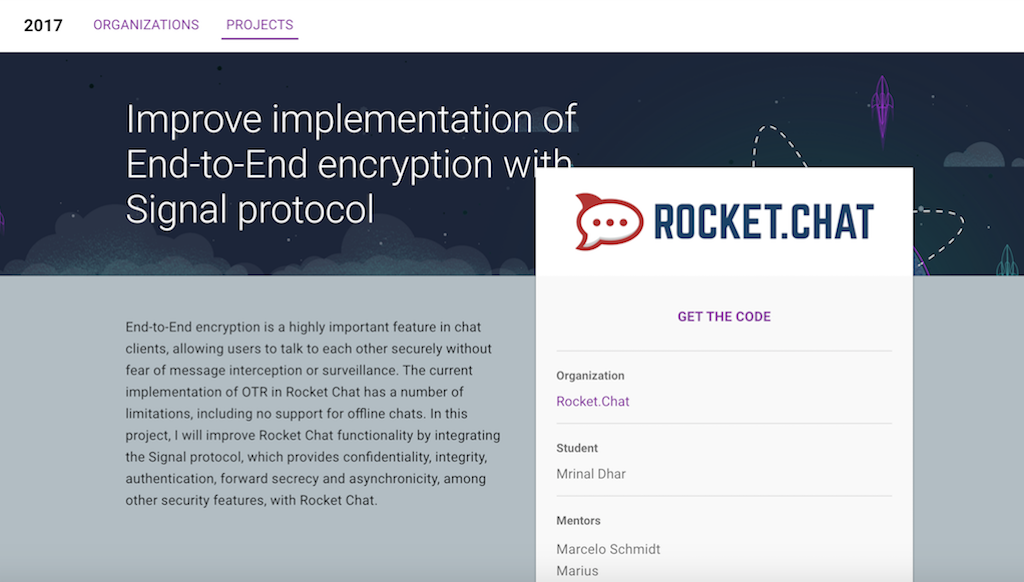 2017 ORGANIZATIONS PROJECTS
Improve implementation of
End-to-End encryption with
Signal protocol
ROCKET.CHAT
End-to-End encryption is a highly important feature in chat
clients, allowing users to talk to each other securely without
fear of message interception or surveillance. The current
implementation of OTR in Rocket Chat has a number of
limitations, including no support for offline chats. In this
project, I will improve Rocket Chat functionality by integrating
the Signal protocol, which provides confidentiality, integrity,
authentication, forward secrecy and asynchronicity, among
other security features, with Rocket Chat.
GET THE CODE
Organization
Rocket.Chat
Student
Mrinal Dhar
Mentors
Marcelo Schmidt
Marius